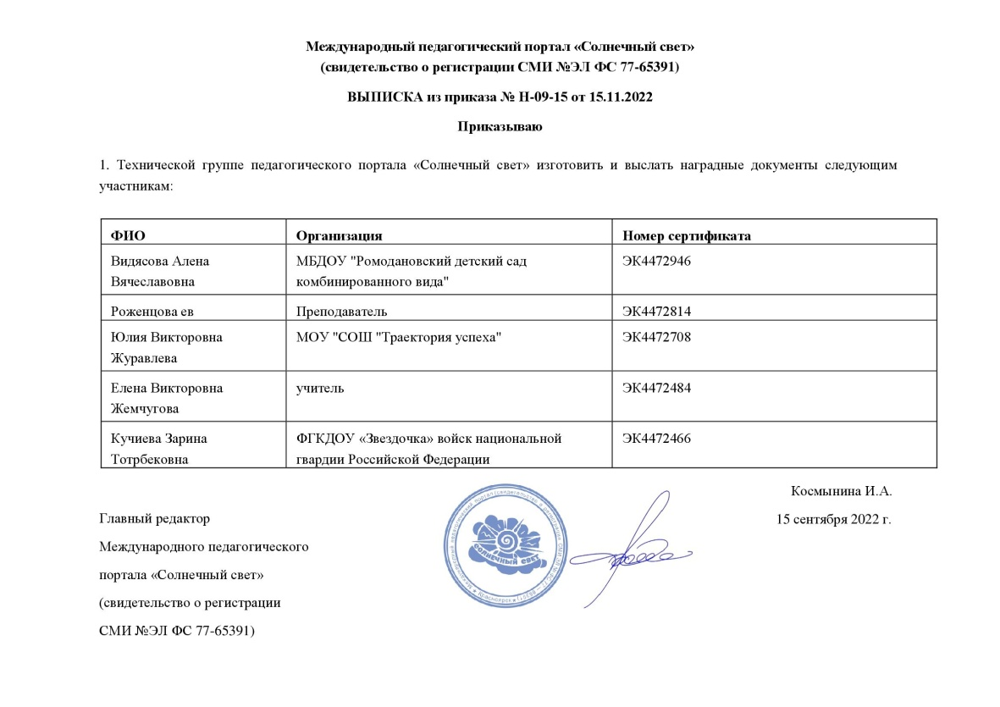 Международный педагогический портал «Солнечный свет»
(свидетельство о регистрации СМИ №ЭЛ ФС 77-65391)
ВЫПИСКА из приказа № Н-09-15 от 15.11.2022
Приказываю
1. Технической группе педагогического портала «Солнечный свет» изготовить и выслать наградные документы следующим
участникам:
ФИО Организация Номер сертификата
Видясова Алена МБДОУ "Ромодановский детский сад ЭК4472946
Вячеславовна комбинированного вида"
Роженцова ев Преподаватель ЭК4472814
Юлия Викторовна МОУ "СОШ "Траектория успеха" ЭК4472708
Журавлева
Елена Викторовна учитель ЭК4472484
Жемчугова
Кучиева Зарина ФГКДОУ «Звездочка» войск национальной ЭК4472466
Тотрбековна гвардии Российской Федерации
Космынина И.А.
Главный редактор 15 сентября 2022 г.
Международного педагогического
портала «Солнечный свет»
(свидетельство о регистрации
СМИ №ЭЛ ФС 77-65391)
СОЛНЕЧНЫЙ СВЕТ